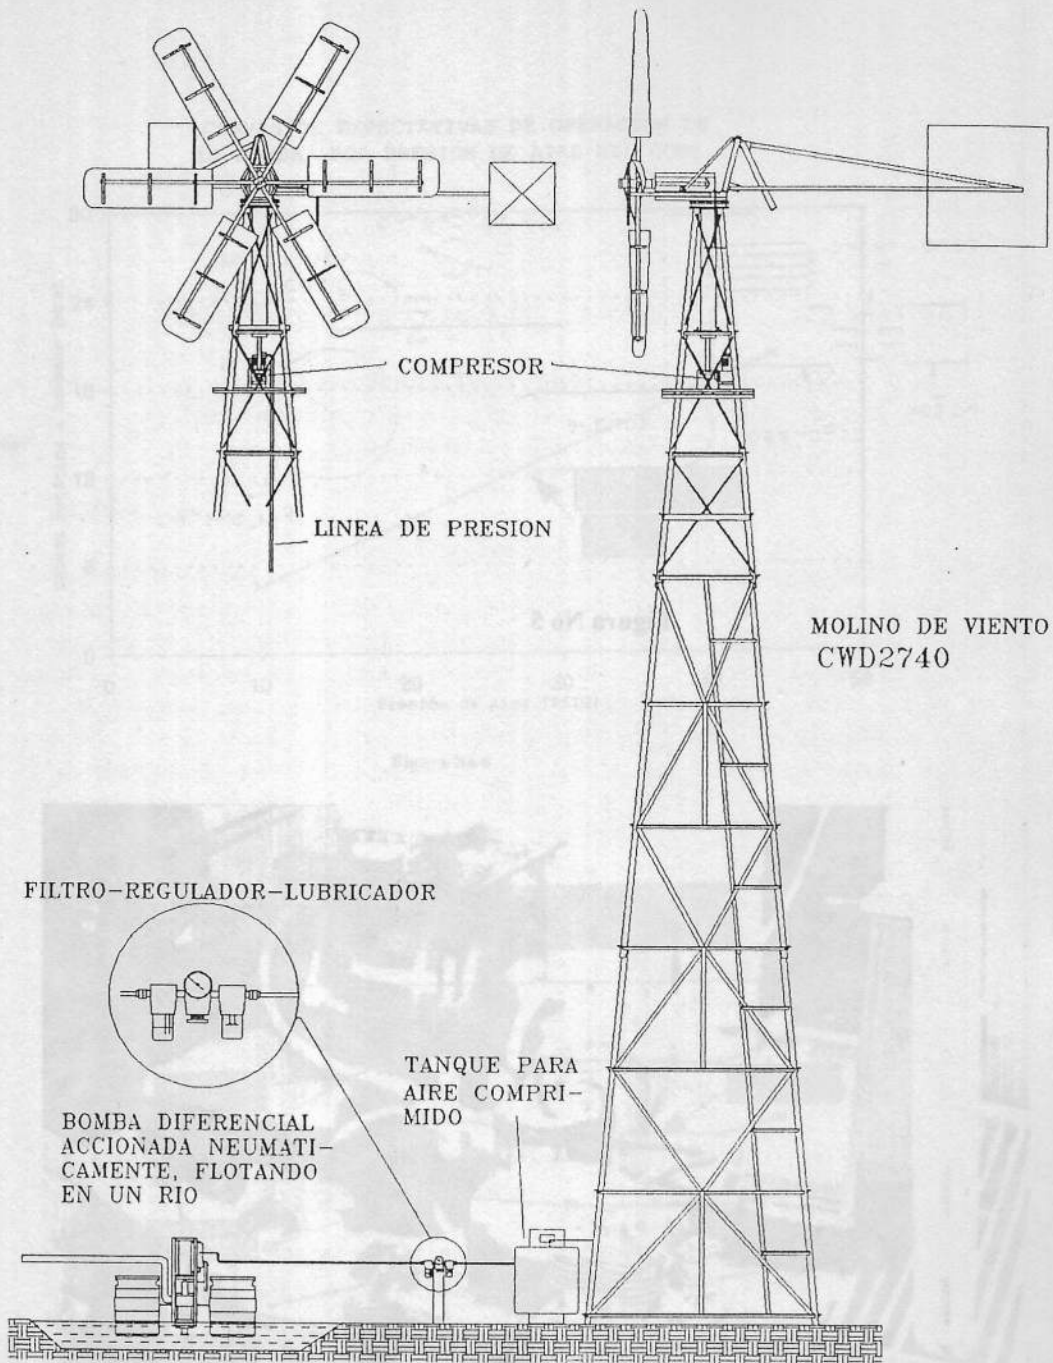 COMPRESOR
LINEA DE PRESION
MOLINO DE VIENTO
CWD2740
FILTRO-REGULADOR-LUBRICADOR
TANQUE PARA
AIRE COMPRI-
MIDO
BOMBA DIFERENCIAL
ACCIONADA NEUMATI-
CAMENTE, FLOTANDO
EN UN RIO